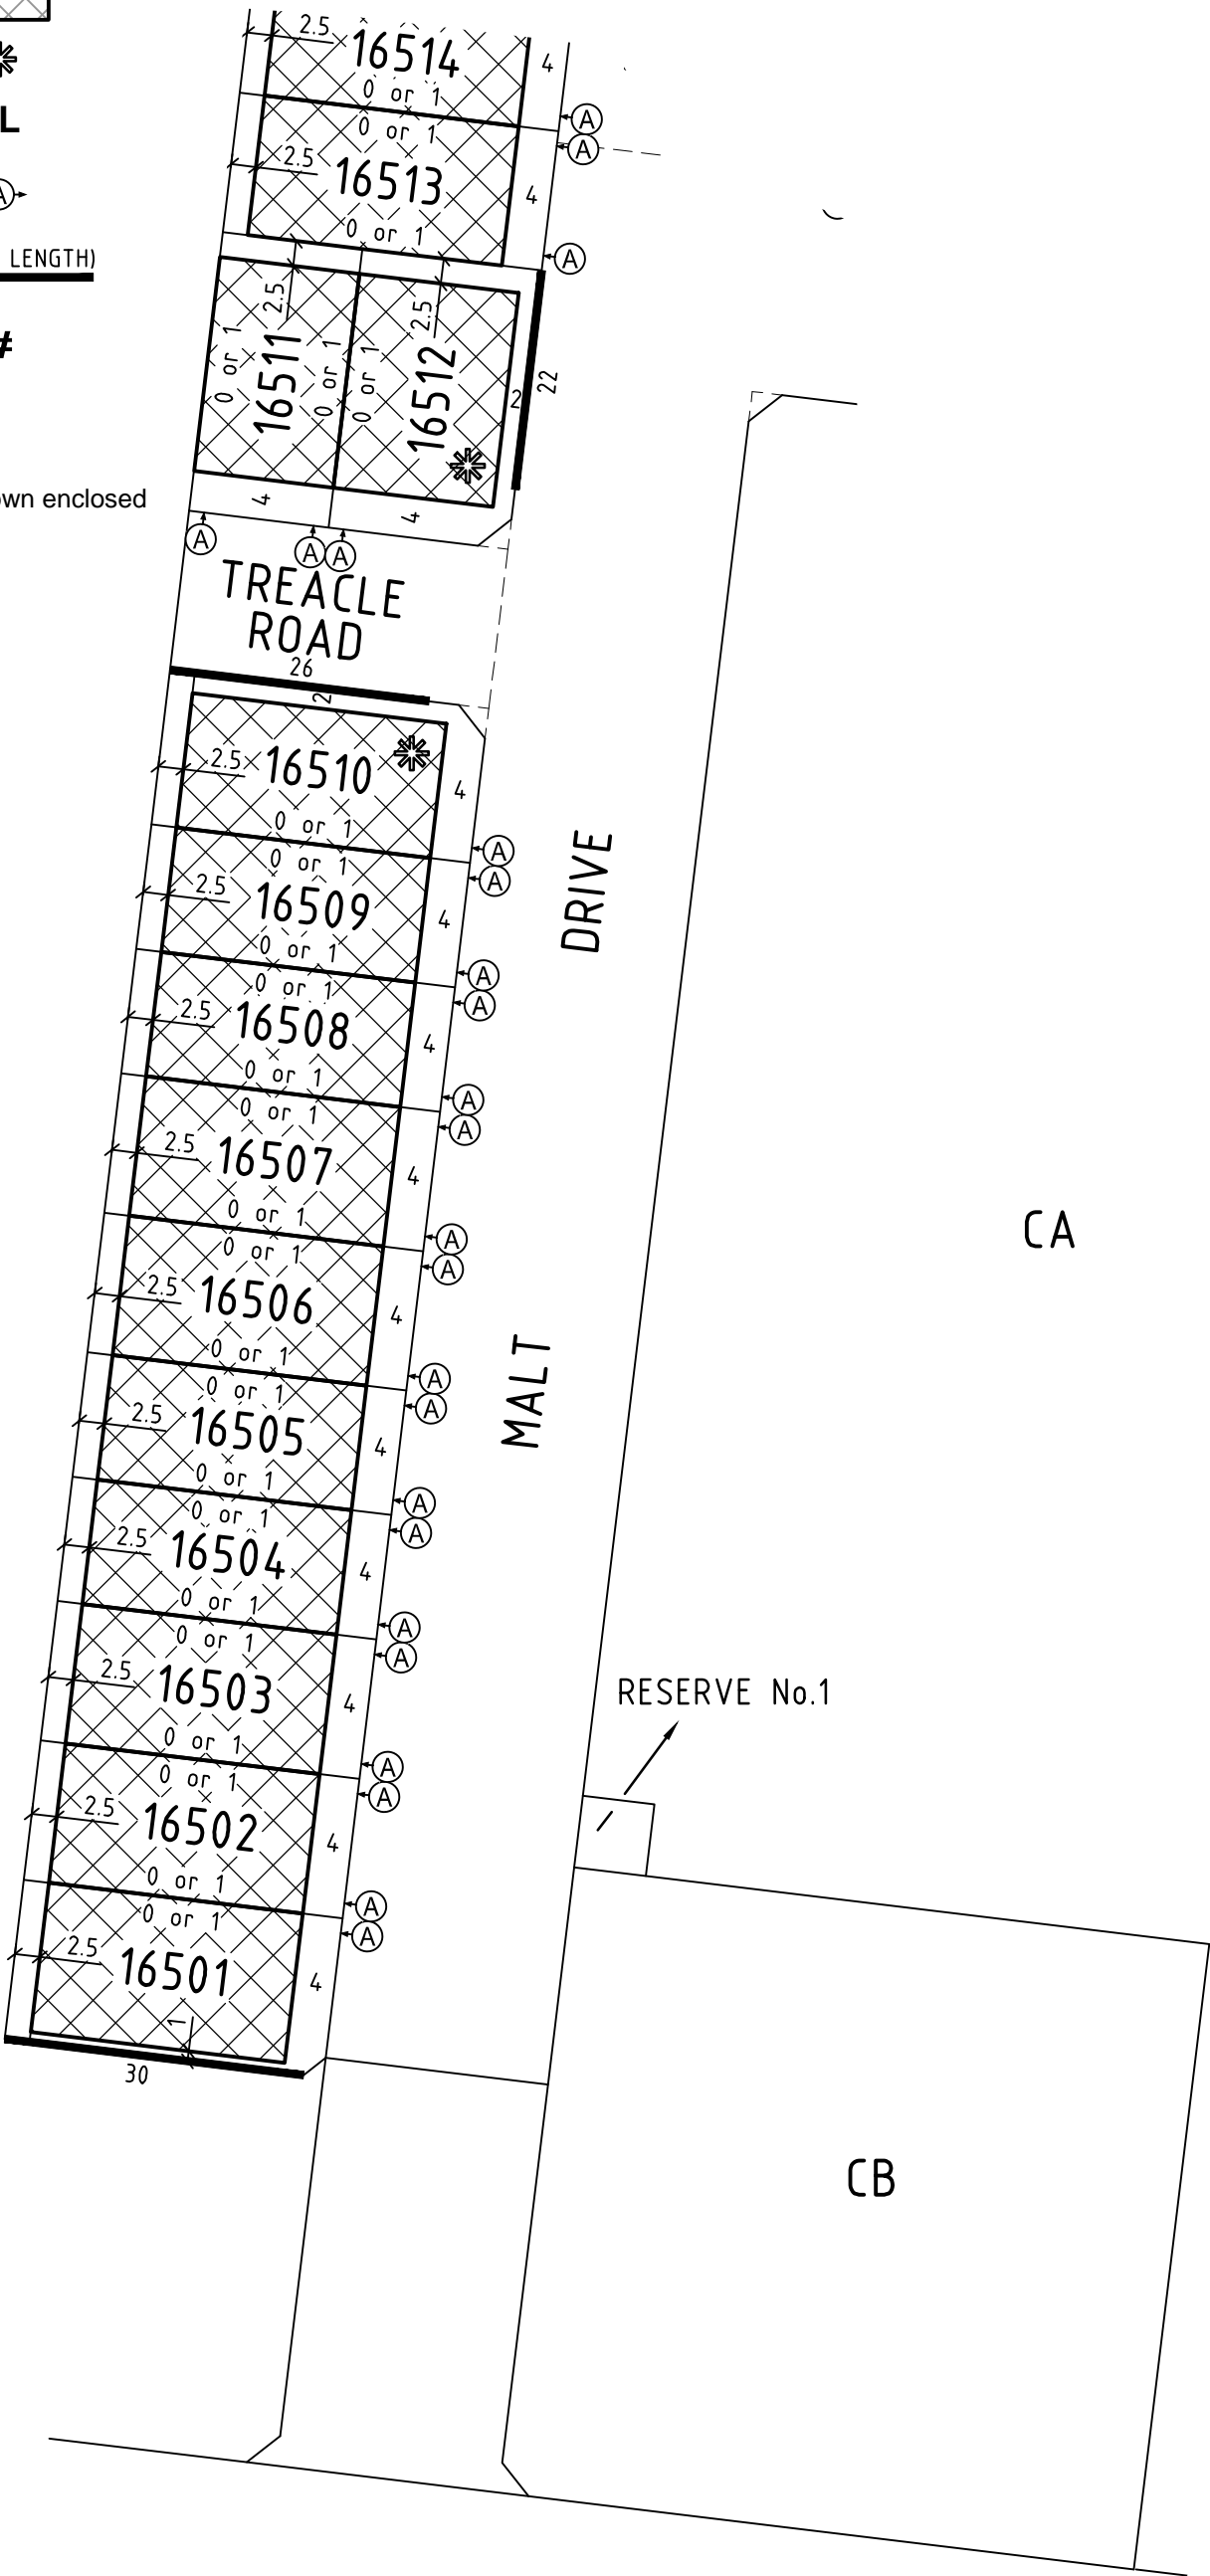 L
A
LENGTH)
#
own enclosed
2.5
16514
0 or 1
4
A
A
0 or 1
2.5
16513
4
0 or 1
A
2.5
2.5
0 or 1
16511
0 or 1
0 or 1
16512
2
22
4
4
A
A
A
TREACLE
ROAD
26
2
2.5
16510
4
0 or 1
A
0 or 1
A
2.5
16509
4
0 or 1
A
0 or 1
A
2.5
16508
4
0 or 1
A
0 or 1
A
2.5
16507
4
0 or 1
A
0 or 1
A
2.5
16506
4
0 or 1
A
0 or 1
A
2.5
16505
4
0 or 1
A
0 or 1
A
2.5
16504
4
0 or 1
A
0 or 1
A
2.5
16503
4
0 or 1
A
0 or 1
A
2.5
16502
4
0 or 1
A
0 or 1
A
2.5
16501
4
1
30
MALT DRIVE
CA
RESERVE No.1
CB